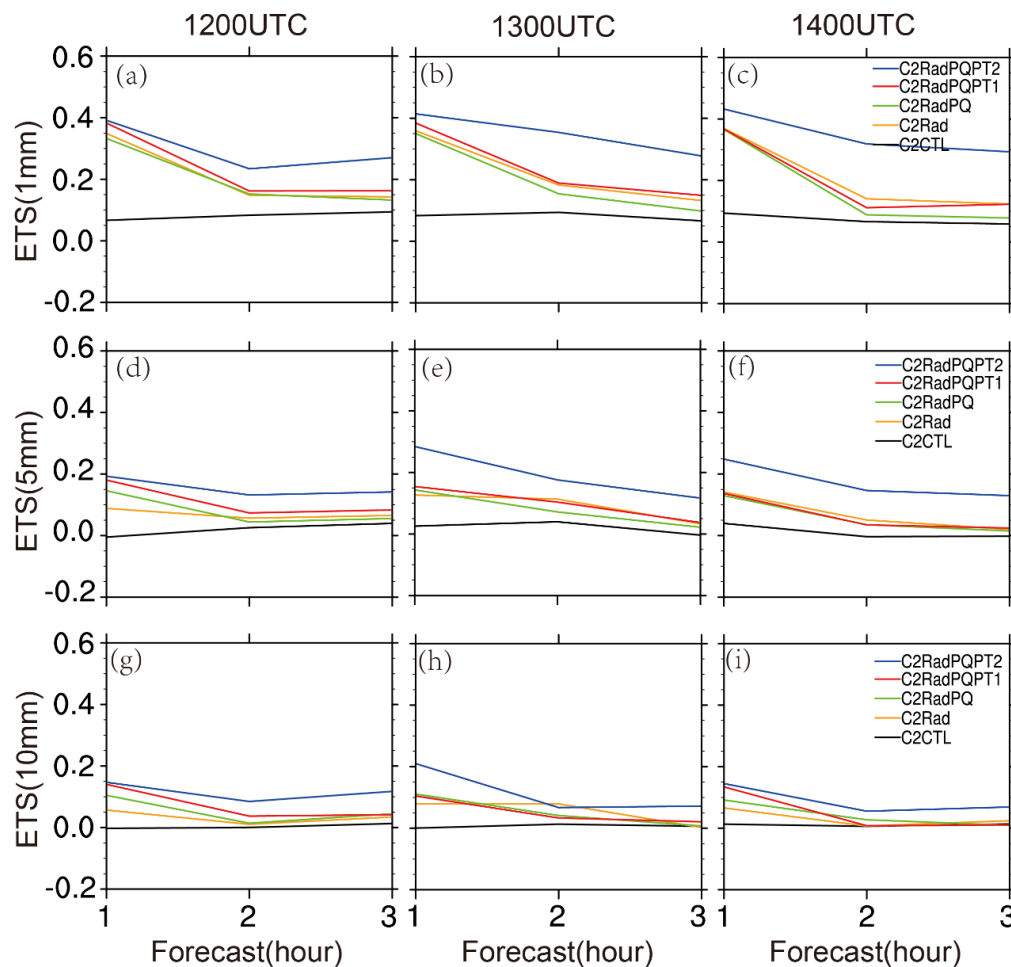 1200UTC 1300UTC 1400UTC
ETS(1mm)
0.6
0.4
0.2
0.0
-0.2
(a)
(b)
(c)
C2RadPQPT2
C2RadPQPT1
C2RadPQ
C2Rad
C2CTL
ETS(5mm)
0.6
0.4
0.2
0.0
-0.2
(d)
(e)
(f)
C2RadPQPT2
C2RadPQPT1
C2RadPQ
C2Rad
C2CTL
ETS(10mm)
0.6
0.4
0.2
0.0
-0.2
(g)
(h)
(i)
C2RadPQPT2
C2RadPQPT1
C2RadPQ
C2Rad
C2CTL
1 2 3 1 2 3 1 2 3
Forecast(hour) Forecast(hour) Forecast(hour)